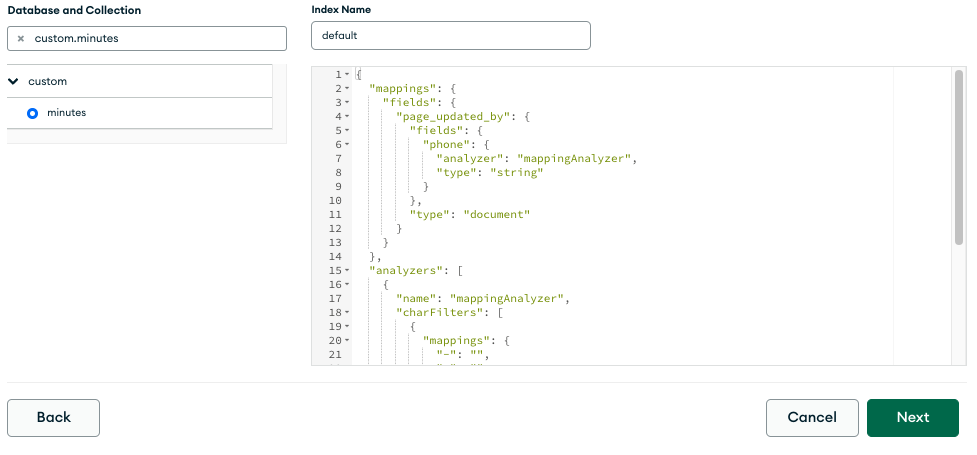 Database and Collection
× custom.minutes
custom
minutes
Index Name
default
1 {
2 "mappings": {
3 "fields": {
4 "page_updated_by": {
5 "fields": {
6 "phone": {
7 "analyzer": "mappingAnalyzer",
8 "type": "string"
9 }
10 },
11 "type": "document"
12 }
13 }
14 },
15 "analyzers": [
16 {
17 "name": "mappingAnalyzer",
18 "charFilters": [
19 {
20 "mappings": {
21 "-": "",
Back
Cancel
Next